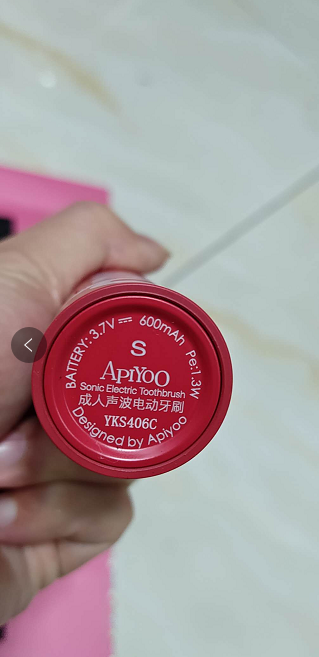 BATTERY: 3.7V⎓ 600mAh Pe:1.3W
S
APIYOO
Sonic Electric Toothbrush
成人声波电动牙刷
YKS406C
Designed by Apiyoo